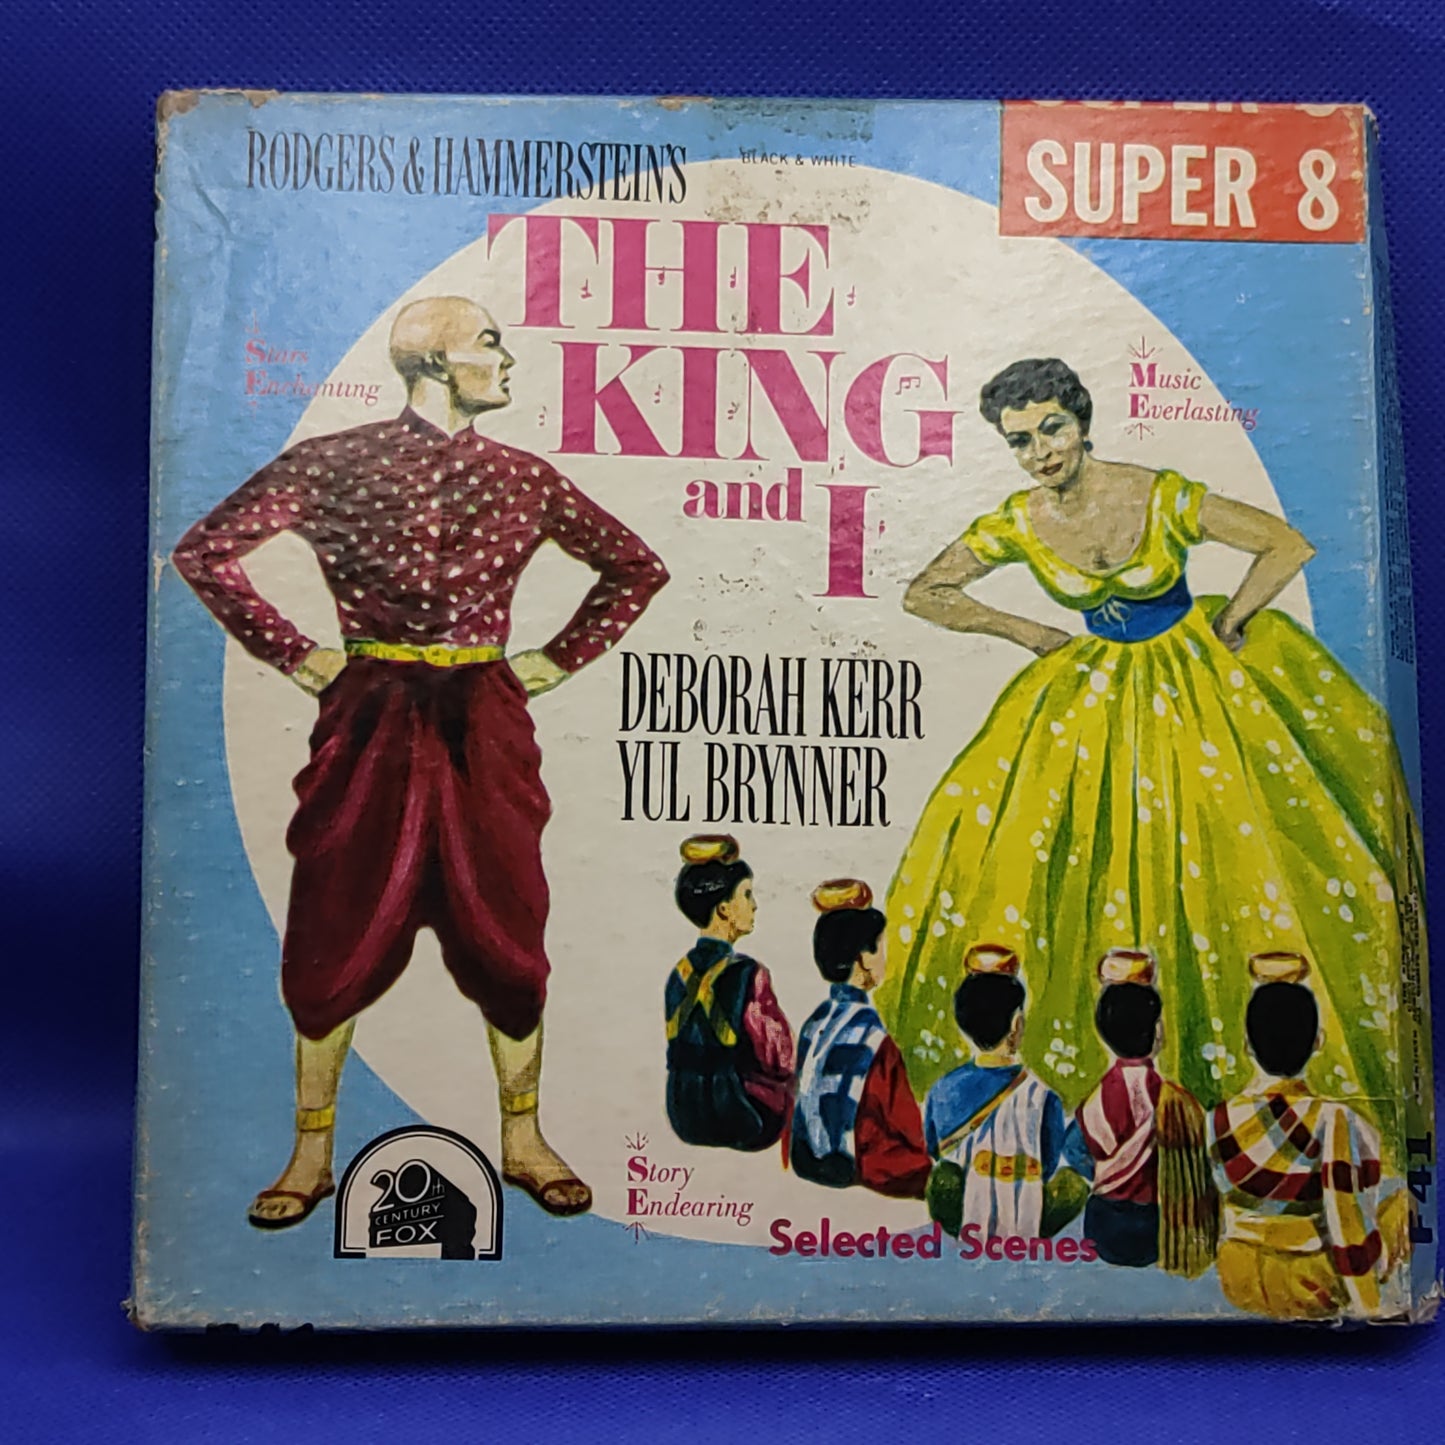 RODGERS & HAMMERSTEIN'S
BLACK & WHITE
SUPER 8
THE
KING
and I
Stars
Enchanting
Music
Everlasting
DEBORAH KERR
YUL BRYNNER
Story
Endearing
Selected Scenes
20th
CENTURY
FOX
F41